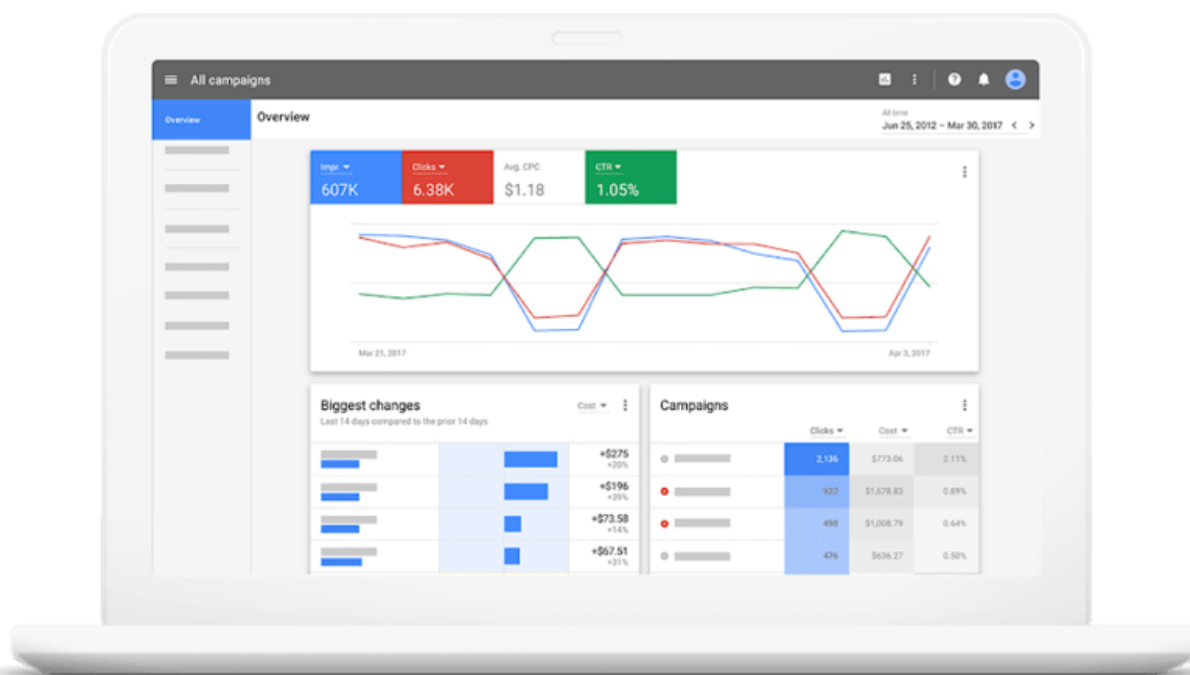 All campaigns
Overview
Overview
All time
Jun 25, 2012 – Mar 30, 2017
Impr.
Clicks
Avg. CPC
CTR
607K
6.38K
$1.18
1.05%
Mar 21, 2017
Apr 3, 2017
Biggest changes
Cost
Last 14 days compared to the prior 14 days
+$275
+20%
+$196
+39%
+$73.58
+14%
+$67.51
+31%
Campaigns
Clicks Cost CTR
2,136 $773.06 2.11%
922 $1,678.83 0.89%
498 $1,008.79 0.64%
476 $636.27 0.50%